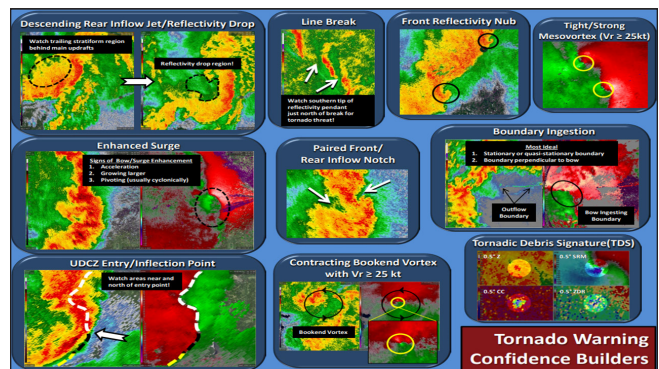 Descending Rear Inflow Jet/Reflectivity Drop
Watch trailing stratiform region
behind main updrafts
Reflectivity drop region!
Line Break
Watch southern tip of
reflectivity pendant
just north of break for
tornado threat!
Front Reflectivity Nub
Tight/Strong
Mesovortex (Vr ≥ 25kt)
Enhanced Surge
Signs of Bow/Surge Enhancement
1. Acceleration
2. Growing larger
3. Pivoting (usually cyclonically)
Paired Front/
Rear Inflow Notch
Boundary Ingestion
Most Ideal
1. Stationary or quasi-stationary boundary
2. Boundary perpendicular to bow
Outflow
Boundary
Bow Ingesting
Boundary
UDCZ Entry/Inflection Point
Watch areas near and
north of entry point!
Contracting Bookend Vortex
with Vr ≥ 25 kt
Bookend Vortex
Tornadic Debris Signature(TDS)
0.5° Z
0.5° SRM
0.5° CC
0.5° ZDR
Tornado Warning
Confidence Builders